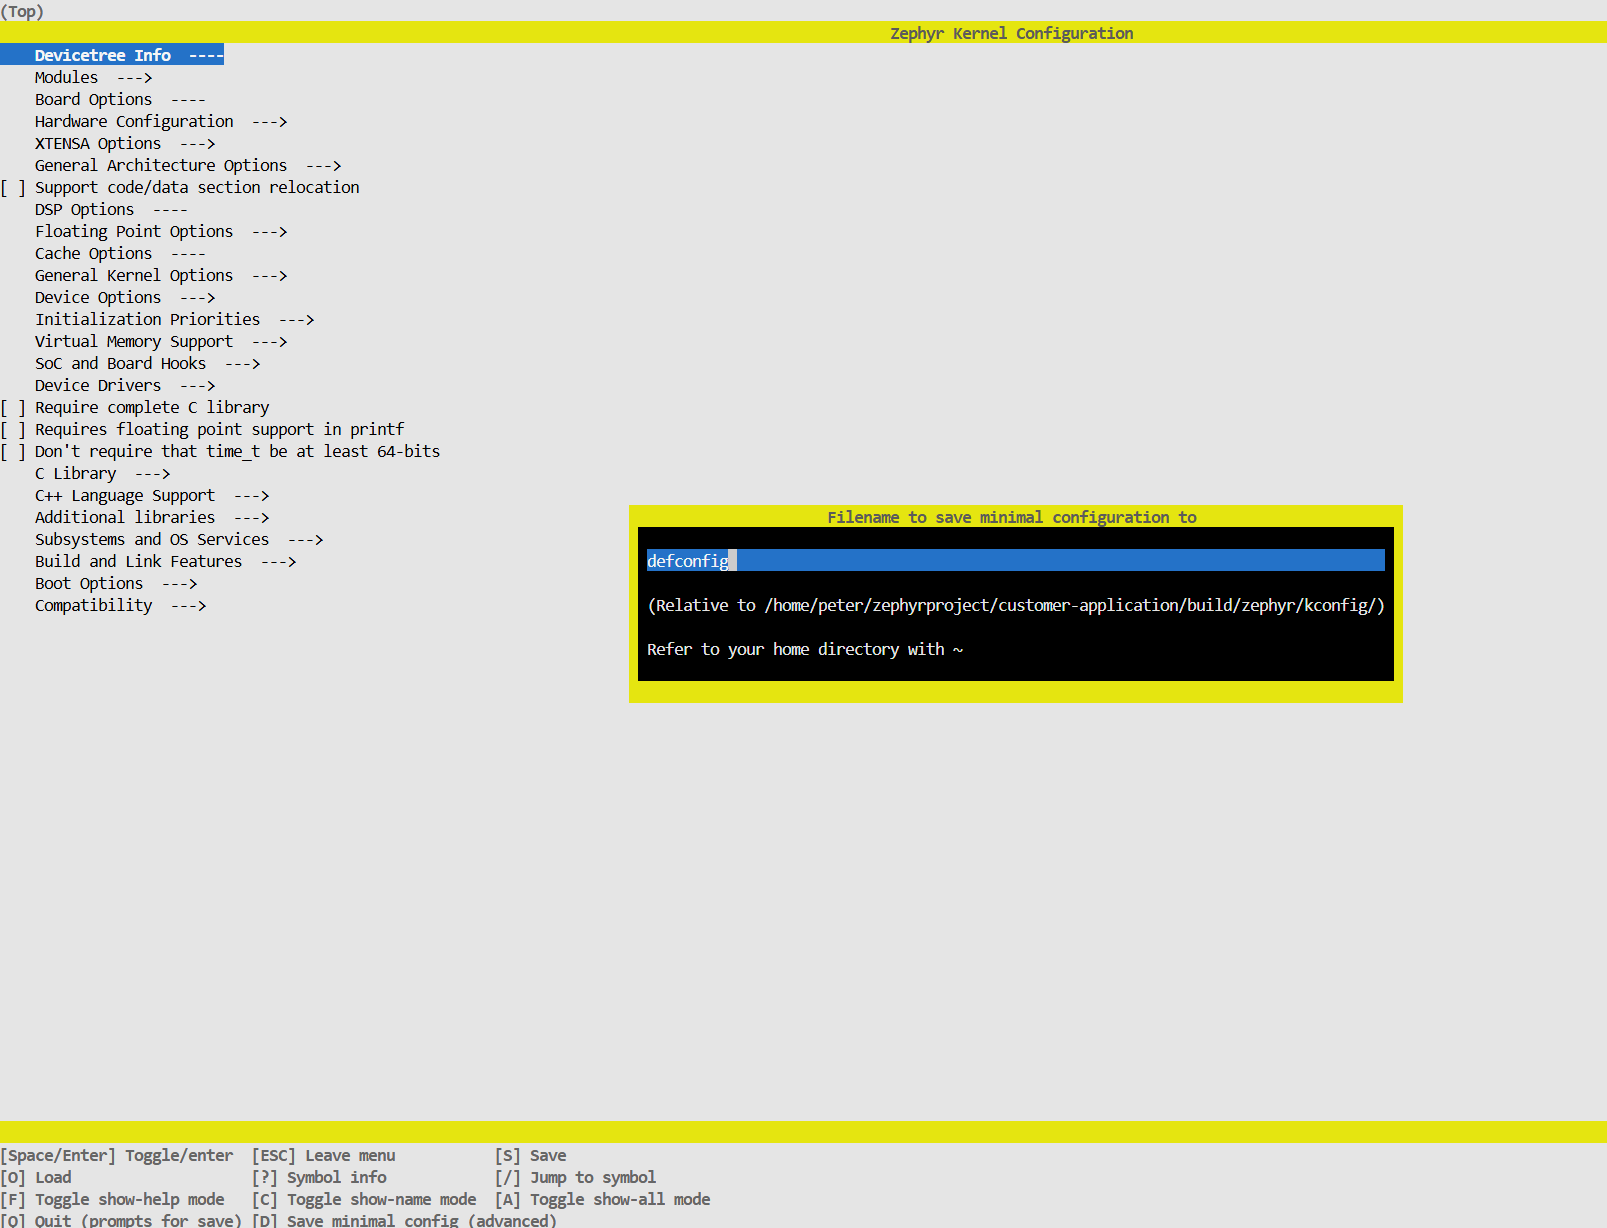 (Top)
Zephyr Kernel Configuration
Devicetree Info  ----
Modules  --->
Board Options  ----
Hardware Configuration  --->
XTENSA Options  --->
General Architecture Options  --->
[ ] Support code/data section relocation
DSP Options  ----
Floating Point Options  --->
Cache Options  ----
General Kernel Options  --->
Device Options  --->
Initialization Priorities  --->
Virtual Memory Support  --->
SoC and Board Hooks  --->
Device Drivers  --->
[ ] Require complete C library
[ ] Requires floating point support in printf
[ ] Don't require that time_t be at least 64-bits
C Library  --->
C++ Language Support  --->
Additional libraries  --->
Subsystems and OS Services  --->
Build and Link Features  --->
Boot Options  --->
Compatibility  --->
Filename to save minimal configuration to
defconfig
(Relative to /home/peter/zephyrproject/customer-application/build/zephyr/kconfig/)
Refer to your home directory with ~
[Space/Enter] Toggle/enter  [ESC] Leave menu  [S] Save
[O] Load  [?] Symbol info  [/] Jump to symbol
[F] Toggle show-help mode  [C] Toggle show-name mode  [A] Toggle show-all mode
[Q] Quit (prompts for save)  [D] Save minimal config (advanced)